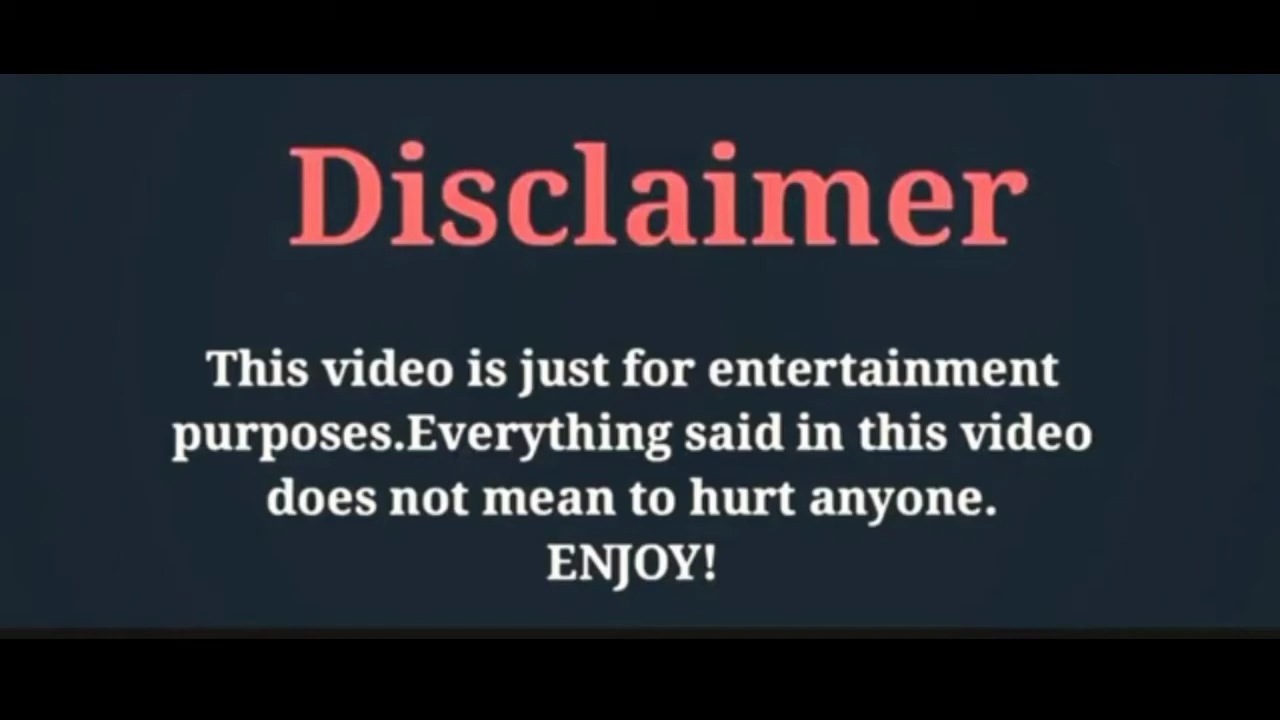 Disclaimer
This video is just for entertainment
purposes.Everything said in this video
does not mean to hurt anyone.
ENJOY!